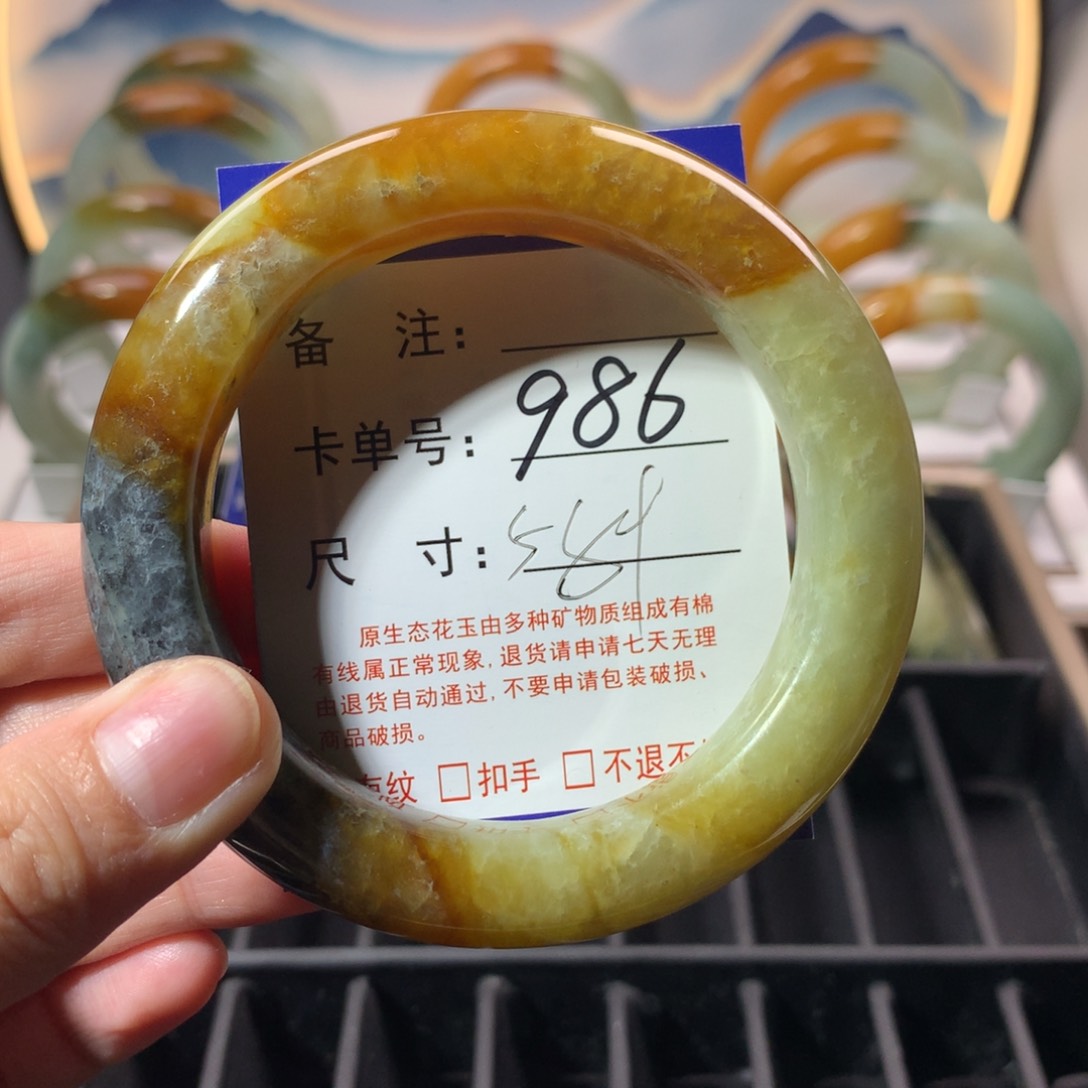 备 注:
卡单号: 986
尺 寸: 584
原生态花玉由多种矿物质组成有棉
有线属正常现象, 退货请申请七天无理
由退货自动通过, 不要申请包装破损、
商品破损。
有纹 □扣手 □不退不